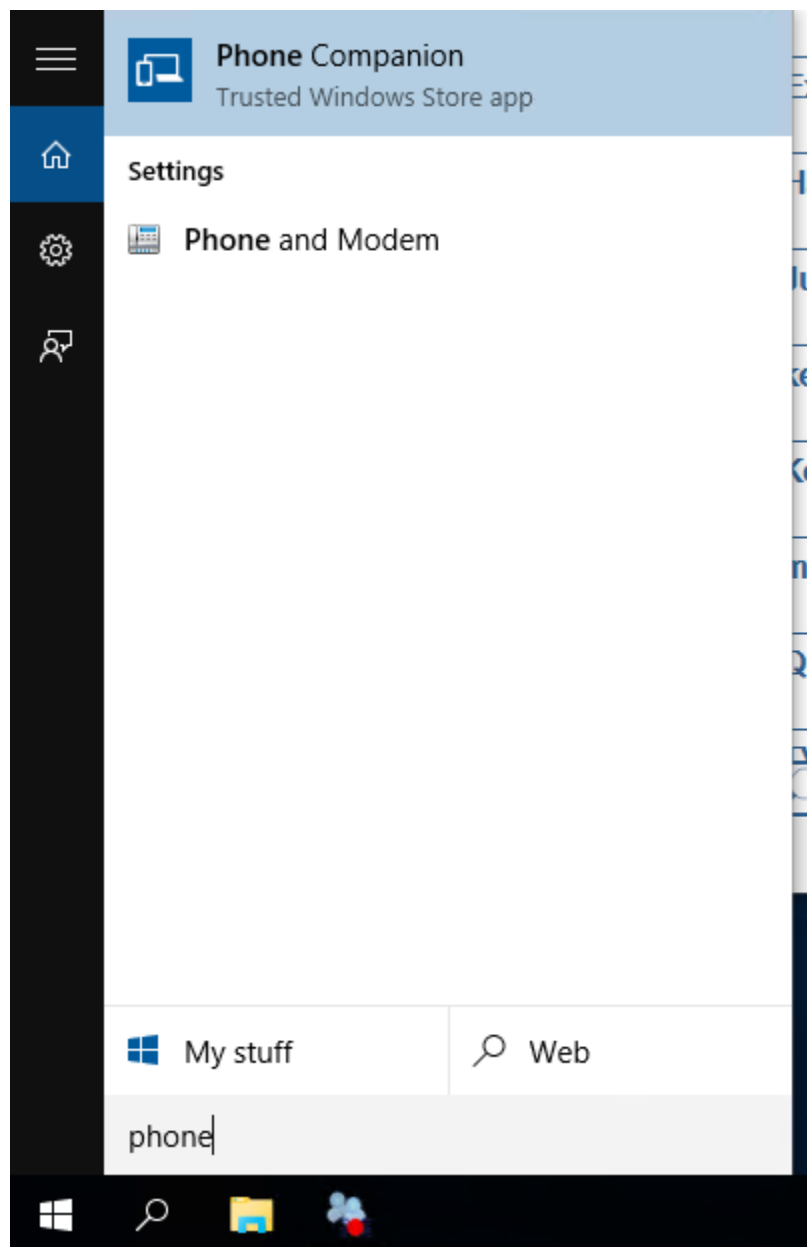 Phone Companion
Trusted Windows Store app
Settings
Phone and Modem
My stuff
Web
phone